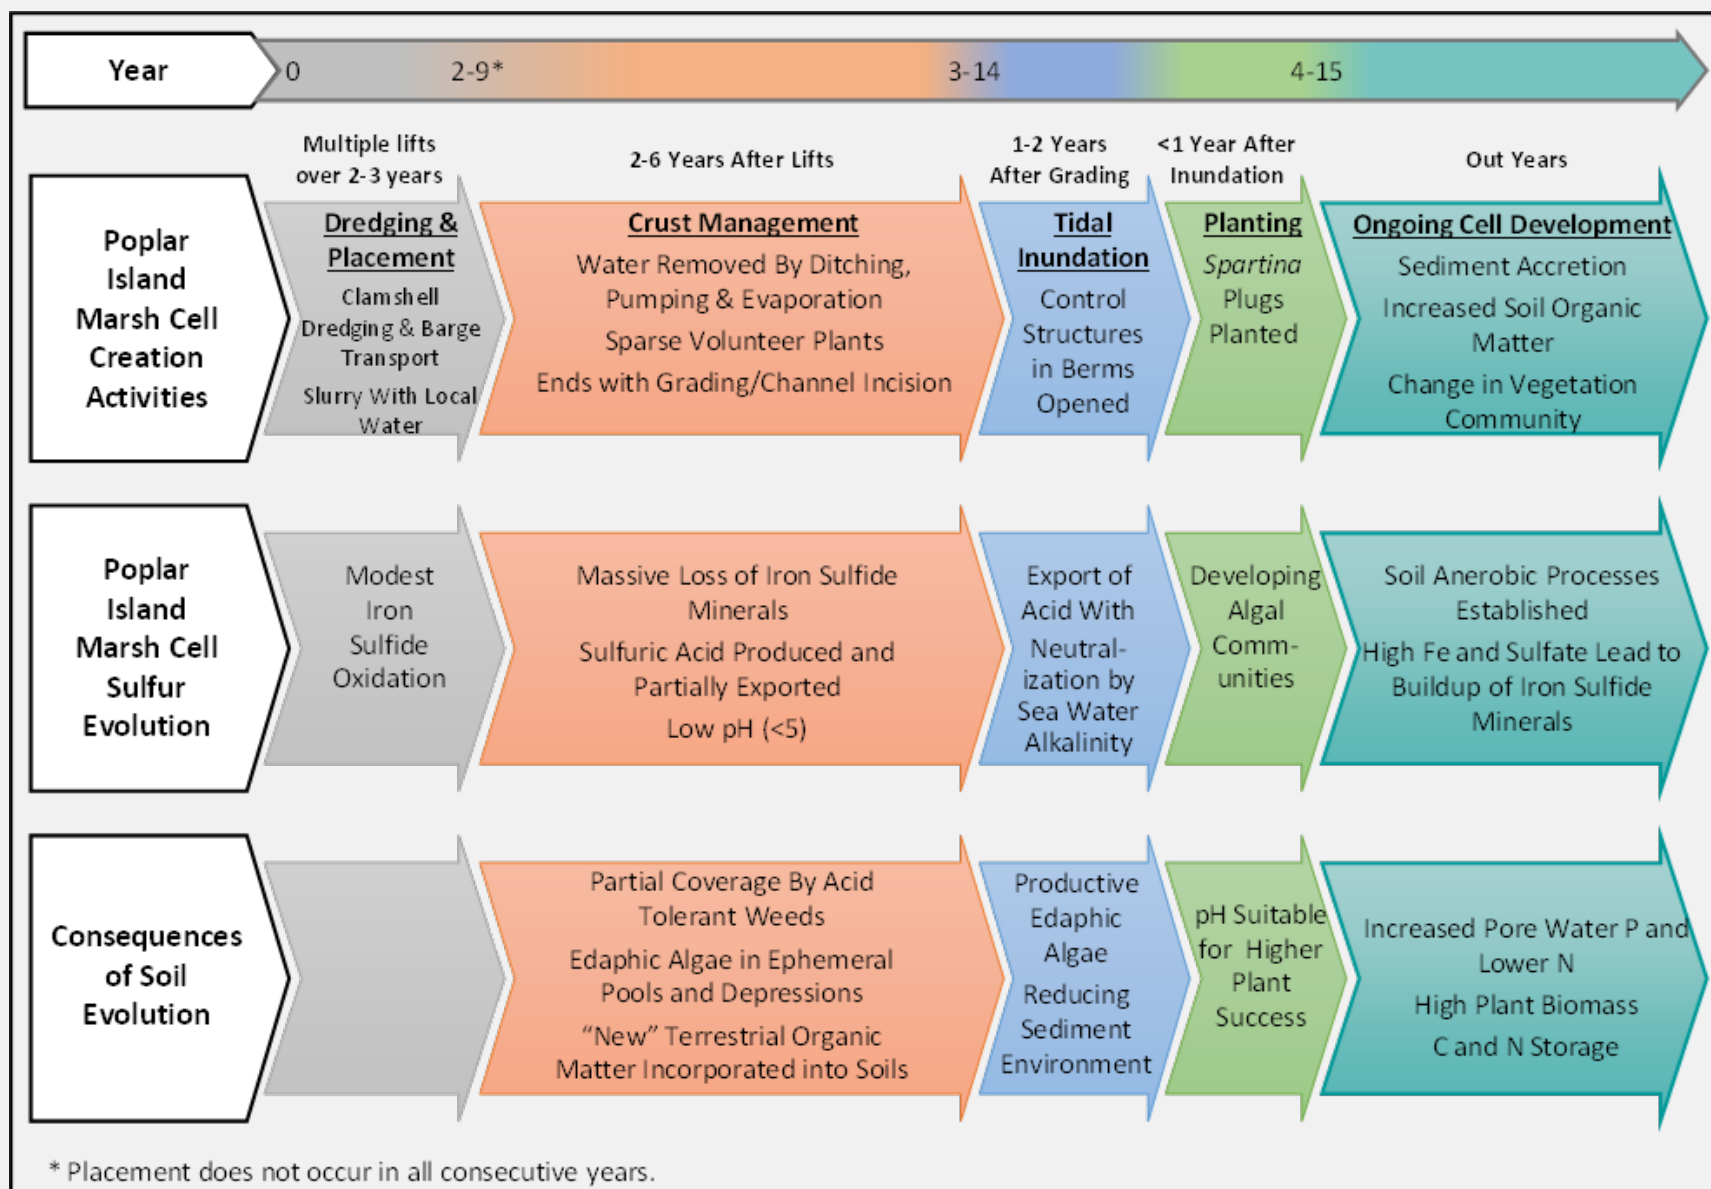 Year
0
2-9*
3-14
4-15
Multiple lifts
over 2-3 years
2-6 Years After Lifts
1-2 Years
After Grading
<1 Year After
Inundation
Out Years
Poplar
Island
Marsh Cell
Creation
Activities
Dredging &
Placement
Clamshell
Dredging & Barge
Transport
Slurry With Local
Water
Crust Management
Water Removed By Ditching,
Pumping & Evaporation
Sparse Volunteer Plants
Ends with Grading/Channel Incision
Tidal
Inundation
Control
Structures
in Berms
Opened
Planting
Spartina
Plugs
Planted
Ongoing Cell Development
Sediment Accretion
Increased Soil Organic
Matter
Change in Vegetation
Community
Poplar
Island
Marsh Cell
Sulfur
Evolution
Modest
Iron
Sulfide
Oxidation
Massive Loss of Iron Sulfide
Minerals
Sulfuric Acid Produced and
Partially Exported
Low pH (<5)
Export of
Acid With
Neutral-
ization by
Sea Water
Alkalinity
Developing
Algal
Comm-
unities
Soil Anerobic Processes
Established
High Fe and Sulfate Lead to
Buildup of Iron Sulfide
Minerals
Consequences
of Soil
Evolution
Partial Coverage By Acid
Tolerant Weeds
Edaphic Algae in Ephemeral
Pools and Depressions
“New” Terrestrial Organic
Matter Incorporated into Soils
Productive
Edaphic
Algae
Reducing
Sediment
Environment
pH Suitable
for Higher
Plant
Success
Increased Pore Water P and
Lower N
High Plant Biomass
C and N Storage
* Placement does not occur in all consecutive years.